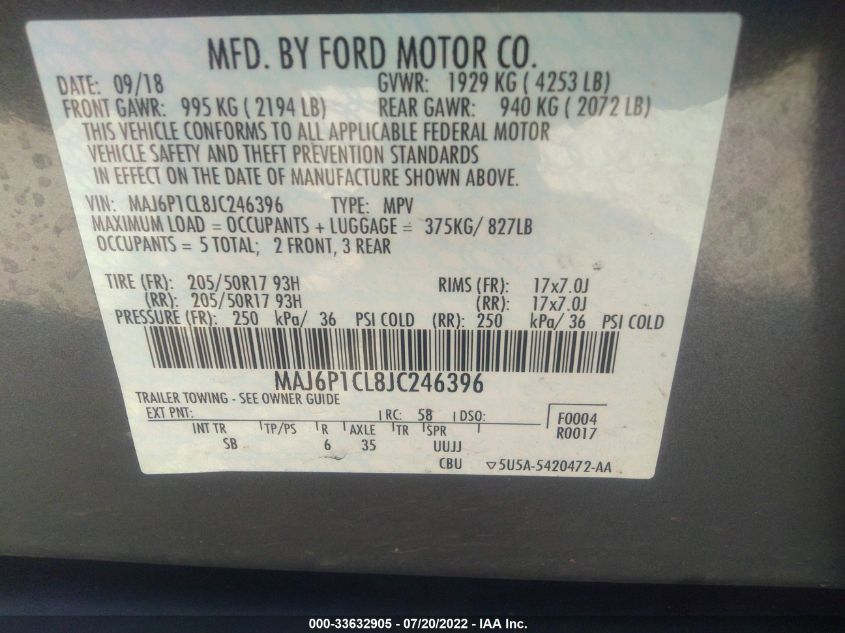 MFD. BY FORD MOTOR CO.
DATE: 09/18 GVWR: 1929 KG ( 4253 LB)
FRONT GAWR: 995 KG ( 2194 LB) REAR GAWR: 940 KG ( 2072 LB)
THIS VEHICLE CONFORMS TO ALL APPLICABLE FEDERAL MOTOR
VEHICLE SAFETY AND THEFT PREVENTION STANDARDS
IN EFFECT ON THE DATE OF MANUFACTURE SHOWN ABOVE.
VIN: MAJ6P1CL8JC246396 TYPE: MPV
MAXIMUM LOAD = OCCUPANTS + LUGGAGE = 375KG/ 827LB
OCCUPANTS = 5 TOTAL; 2 FRONT, 3 REAR
TIRE (FR): 205/50R17 93H RIMS (FR): 17x7.0J
(RR): 205/50R17 93H (RR): 17x7.0J
PRESSURE (FR): 250 kPa/ 36 PSI COLD (RR): 250 kPa/ 36 PSI COLD
MAJ6P1CL8JC246396
TRAILER TOWING - SEE OWNER GUIDE
EXT PNT: RC: 58 DSO: F0004
R0017
INT TR TP/PS R AXLE TR SPR
SB 6 35 UUJJ
CBU ▽5U5A-5420472-AA
000-33632905 - 07/20/2022 - IAA Inc.